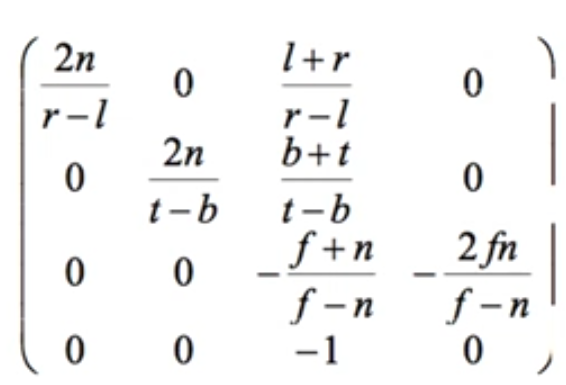 2n/(r−l) 0 (l+r)/(r−l) 0
0 2n/(t−b) (b+t)/(t−b) 0
0 0 −(f+n)/(f−n) −2fn/(f−n)
0 0 −1 0